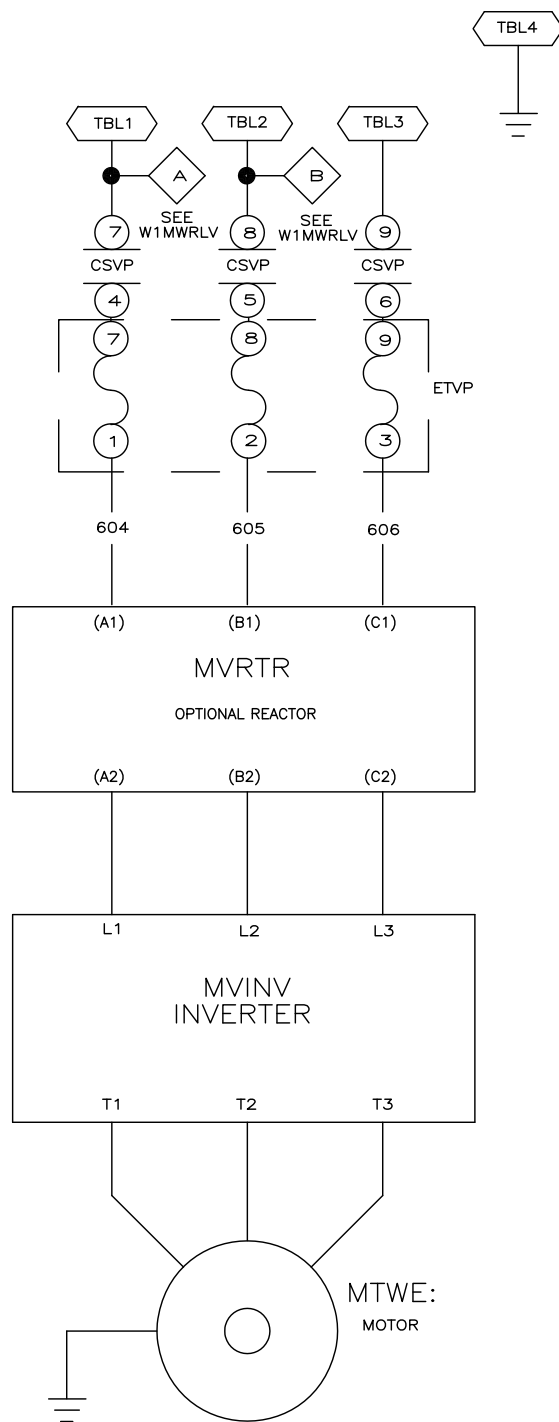 TBL4
TBL1 TBL2 TBL3
A B
SEE W1MWRLV SEE W1MWRLV
7 8 9
CSVP CSVP CSVP
4 5 6
7 8 9
ETVP
1 2 3
604 605 606
(A1) (B1) (C1)
MVRTR
OPTIONAL REACTOR
(A2) (B2) (C2)
L1 L2 L3
MVINV
INVERTER
T1 T2 T3
MTWE:
MOTOR